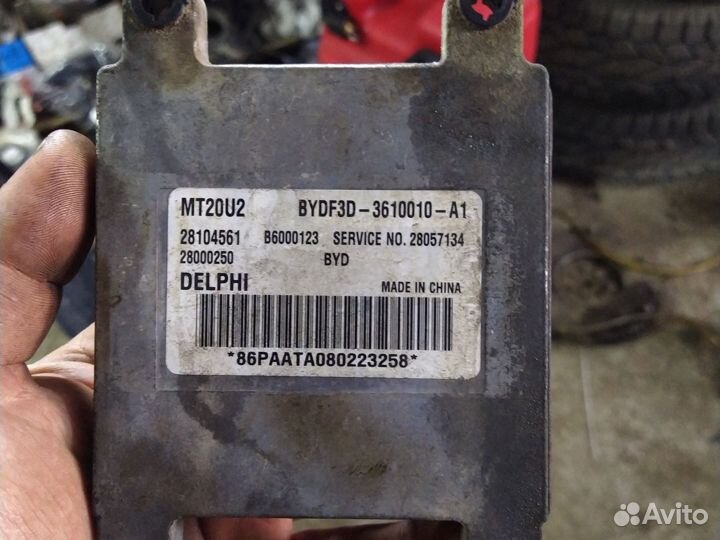 MT20U2 BYDF3D-3610010-A1
28104561 B6000123 SERVICE NO. 28057134
28000250 BYD
DELPHI MADE IN CHINA
*86PAATA080223258*
Avito